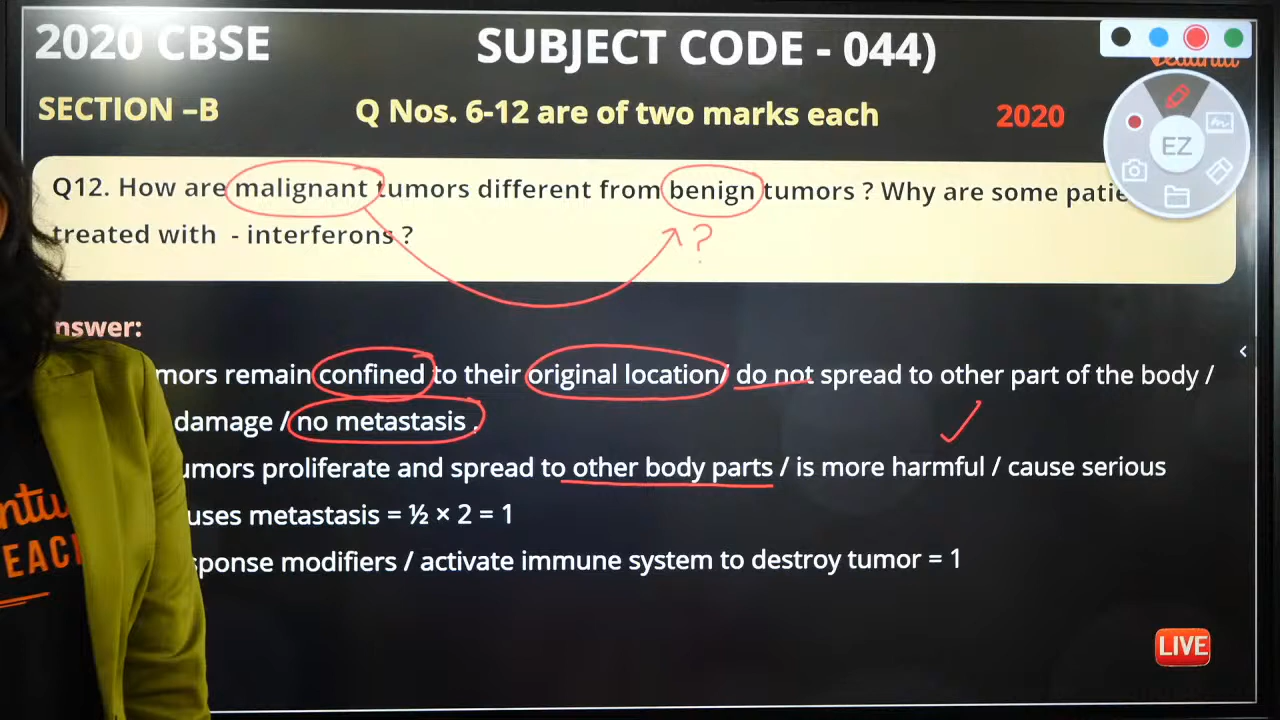 2020 CBSE SUBJECT CODE - 044)
SECTION –B Q Nos. 6-12 are of two marks each 2020
EZ
Q12. How are malignant tumors different from benign tumors ? Why are some
treated with - interferons ?
?
nswer:
mors remain confined to their original location/ do not spread to other part of the body /
damage / no metastasis ,
umors proliferate and spread to other body parts / is more harmful / cause serious
uses metastasis = ½ × 2 = 1
sponse modifiers / activate immune system to destroy tumor = 1
LIVE